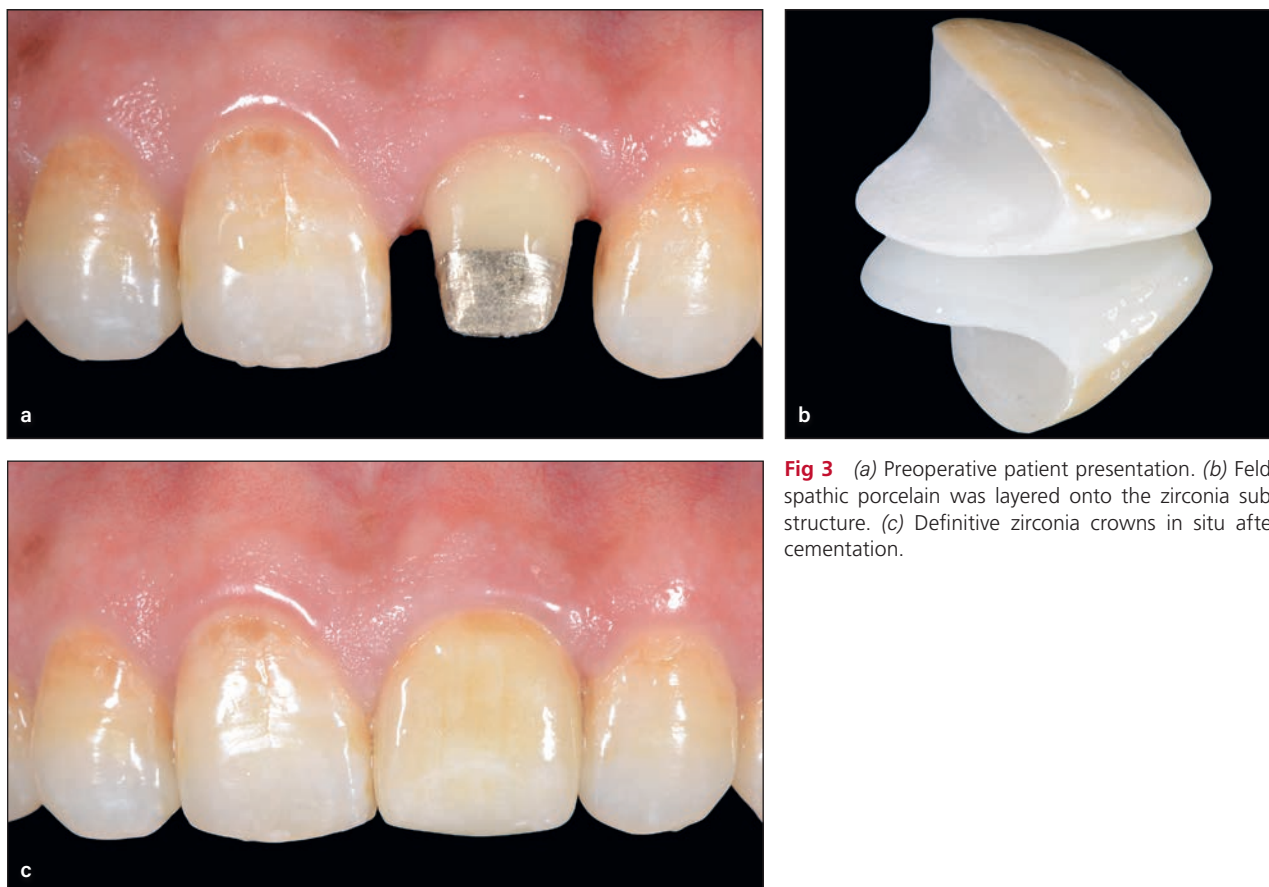 a
b
Fig 3 (a) Preoperative patient presentation. (b) Feld
spathic porcelain was layered onto the zirconia sub
structure. (c) Definitive zirconia crowns in situ afte
cementation.
c